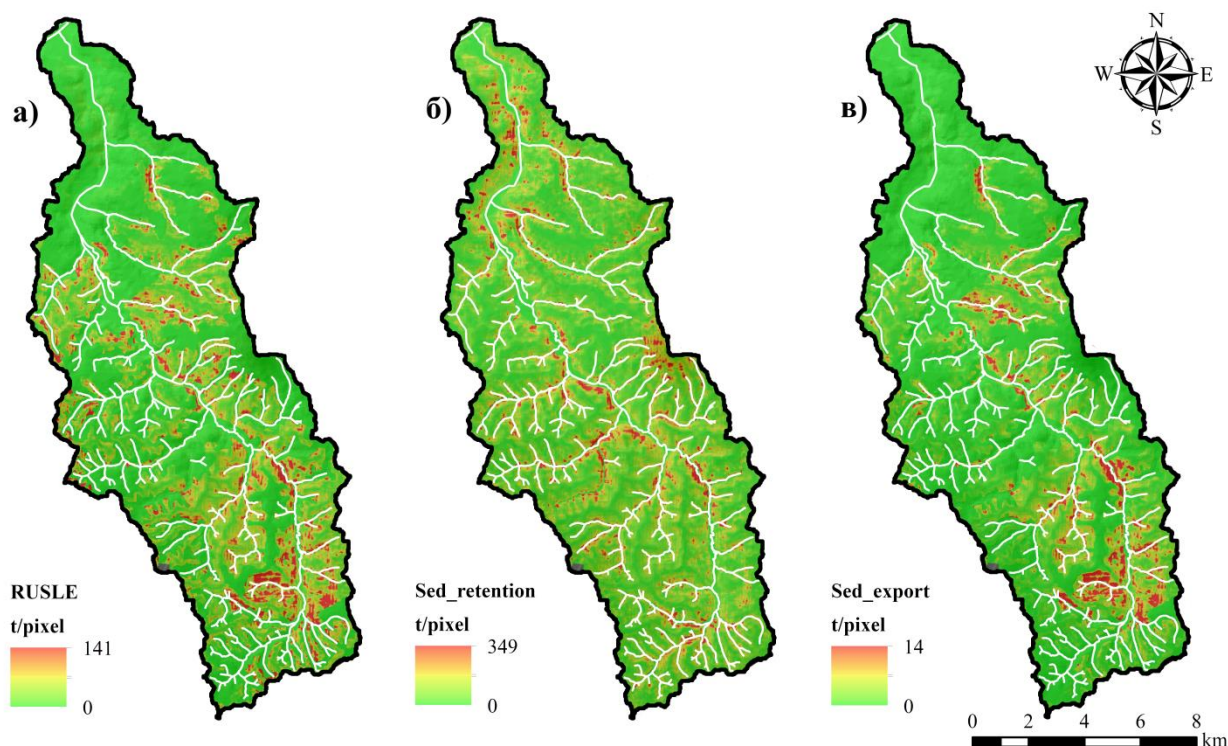 а)
б)
в)
N
W
E
S
RUSLE
t/pixel
141
0
Sed_retention
t/pixel
349
0
Sed_export
t/pixel
14
0
0 2 4 6 8
km